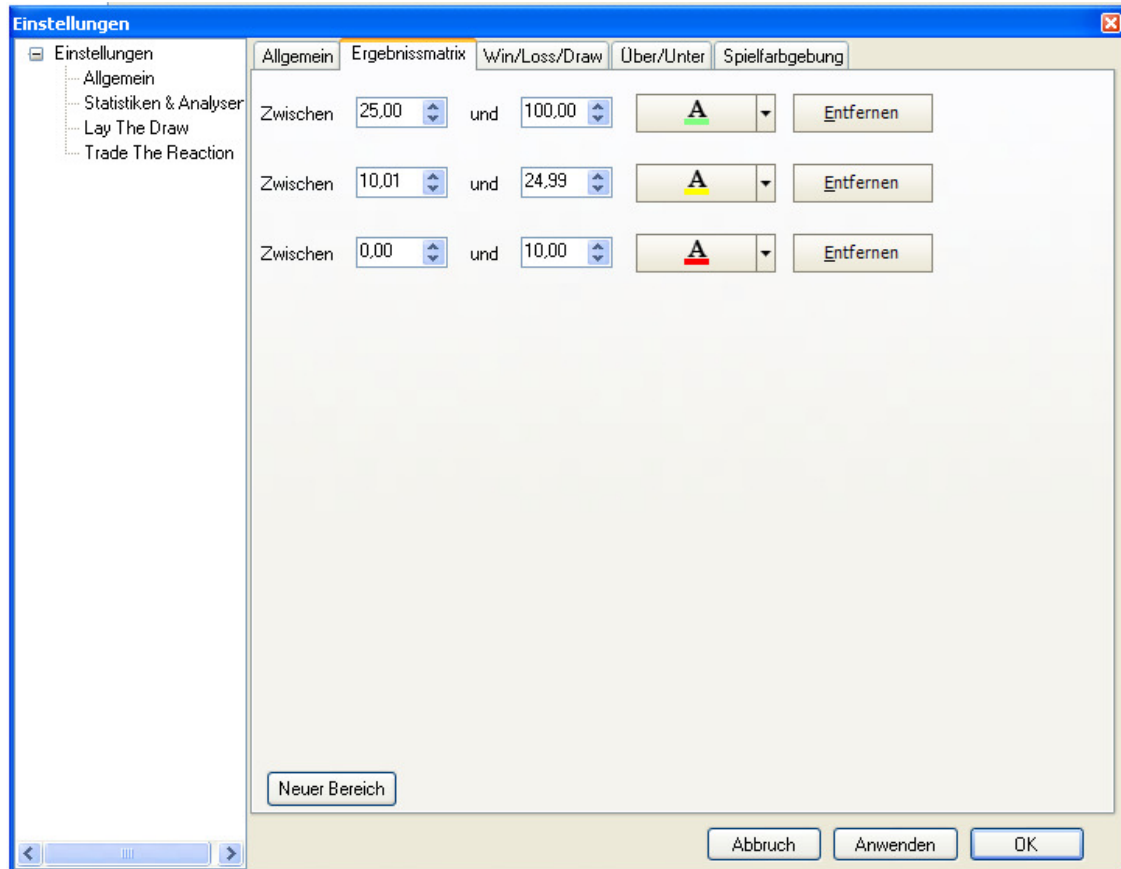 Einstellungen
Einstellungen
Allgemein
Statistiken & Analyser
Lay The Draw
Trade The Reaction
Allgemein Ergebnissmatrix Win/Loss/Draw Über/Unter Spielfarbgebung
Zwischen 25,00 und 100,00 A Entfernen
Zwischen 10,01 und 24,99 A Entfernen
Zwischen 0,00 und 10,00 A Entfernen
Neuer Bereich
Abbruch Anwenden OK